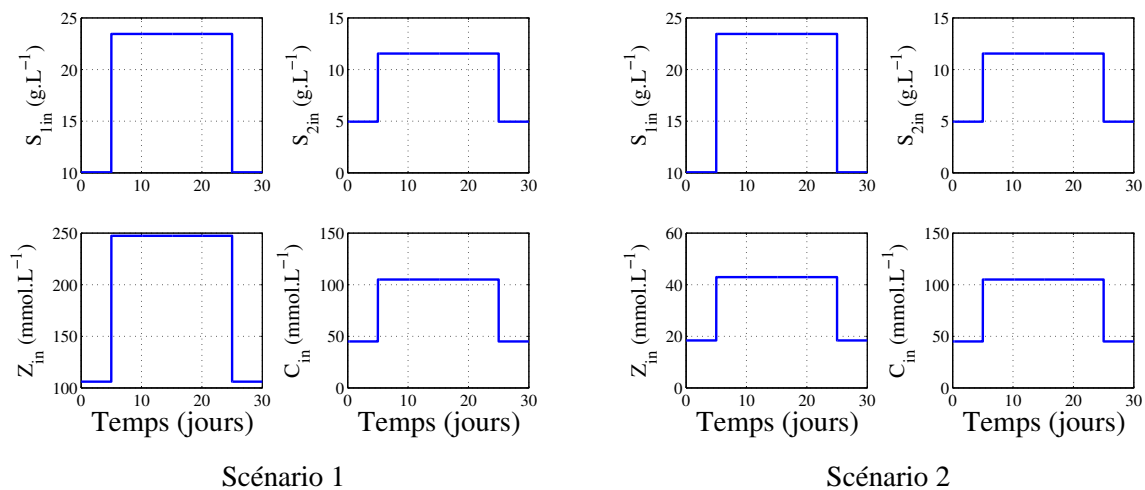 25
20
15
10
0 10 20 30
S1in (g.L−1)
15
10
5
0
0 10 20 30
S2in (g.L−1)
25
20
15
10
0 10 20 30
S1in (g.L−1)
15
10
5
0
0 10 20 30
S2in (g.L−1)
250
200
150
100
0 10 20 30
Zin (mmol.L−1)
Temps (jours)
150
100
50
0
0 10 20 30
Cin (mmol.L−1)
Temps (jours)
60
40
20
0
0 10 20 30
Zin (mmol.L−1)
Temps (jours)
150
100
50
0
0 10 20 30
Cin (mmol.L−1)
Temps (jours)
Scénario 1
Scénario 2